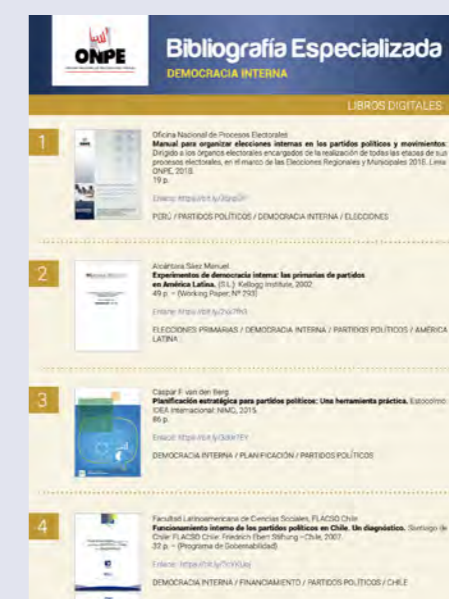 ONPE
Bibliografía Especializada
DEMOCRACIA INTERNA
LIBROS DIGITALES
1
Oficina Nacional de Procesos Electorales
Manual para organizar elecciones internas en los partidos políticos y movimientos:
Dirigido a los órganos electorales encargados de la realización de todas las etapas de sus
procesos electorales, en el marco de las Elecciones Regionales y Municipales 2018. Lima:
ONPE, 2018.
19 p.
Enlace:
PERÚ / PARTIDOS POLÍTICOS / DEMOCRACIA INTERNA / ELECCIONES
2
Alcántara Sáez Manuel
Experimentos de democracia interna: las primarias de partidos
en América Latina. (S.L.): Kellogg Institute, 2002.
49 p. – (Working Paper; Nº 293)
Enlace:
ELECCIONES PRIMARIAS / DEMOCRACIA INTERNA / PARTIDOS POLÍTICOS / AMÉRICA
LATINA
3
Caspar F. van den Berg
Planificación estratégica para partidos políticos: Una herramienta práctica. Estocolmo:
IDEA Internacional: NIMD, 2015.
86 p.
Enlace:
DEMOCRACIA INTERNA / PLANIFICACIÓN / PARTIDOS POLÍTICOS
4
Facultad Latinoamericana de Ciencias Sociales, FLACSO Chile
Funcionamiento interno de los partidos políticos en Chile. Un diagnóstico. Santiago de
Chile: FLACSO Chile: Friedrich Ebert Stiftung –Chile, 2007.
32 p. – (Programa de Gobernabilidad)
Enlace:
DEMOCRACIA INTERNA / FINANCIAMIENTO / PARTIDOS POLÍTICOS / CHILE